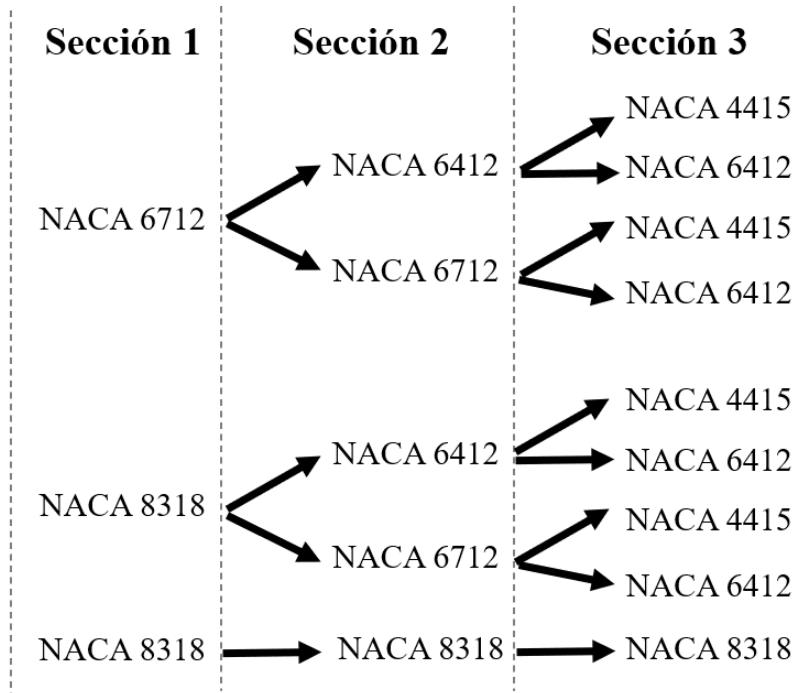 Sección 1 Sección 2 Sección 3
NACA 4415
NACA 6412 NACA 6412
NACA 6712 NACA 4415
NACA 6712
NACA 6412
NACA 4415
NACA 6412 NACA 6412
NACA 8318 NACA 4415
NACA 6712
NACA 6412
NACA 8318 NACA 8318 NACA 8318